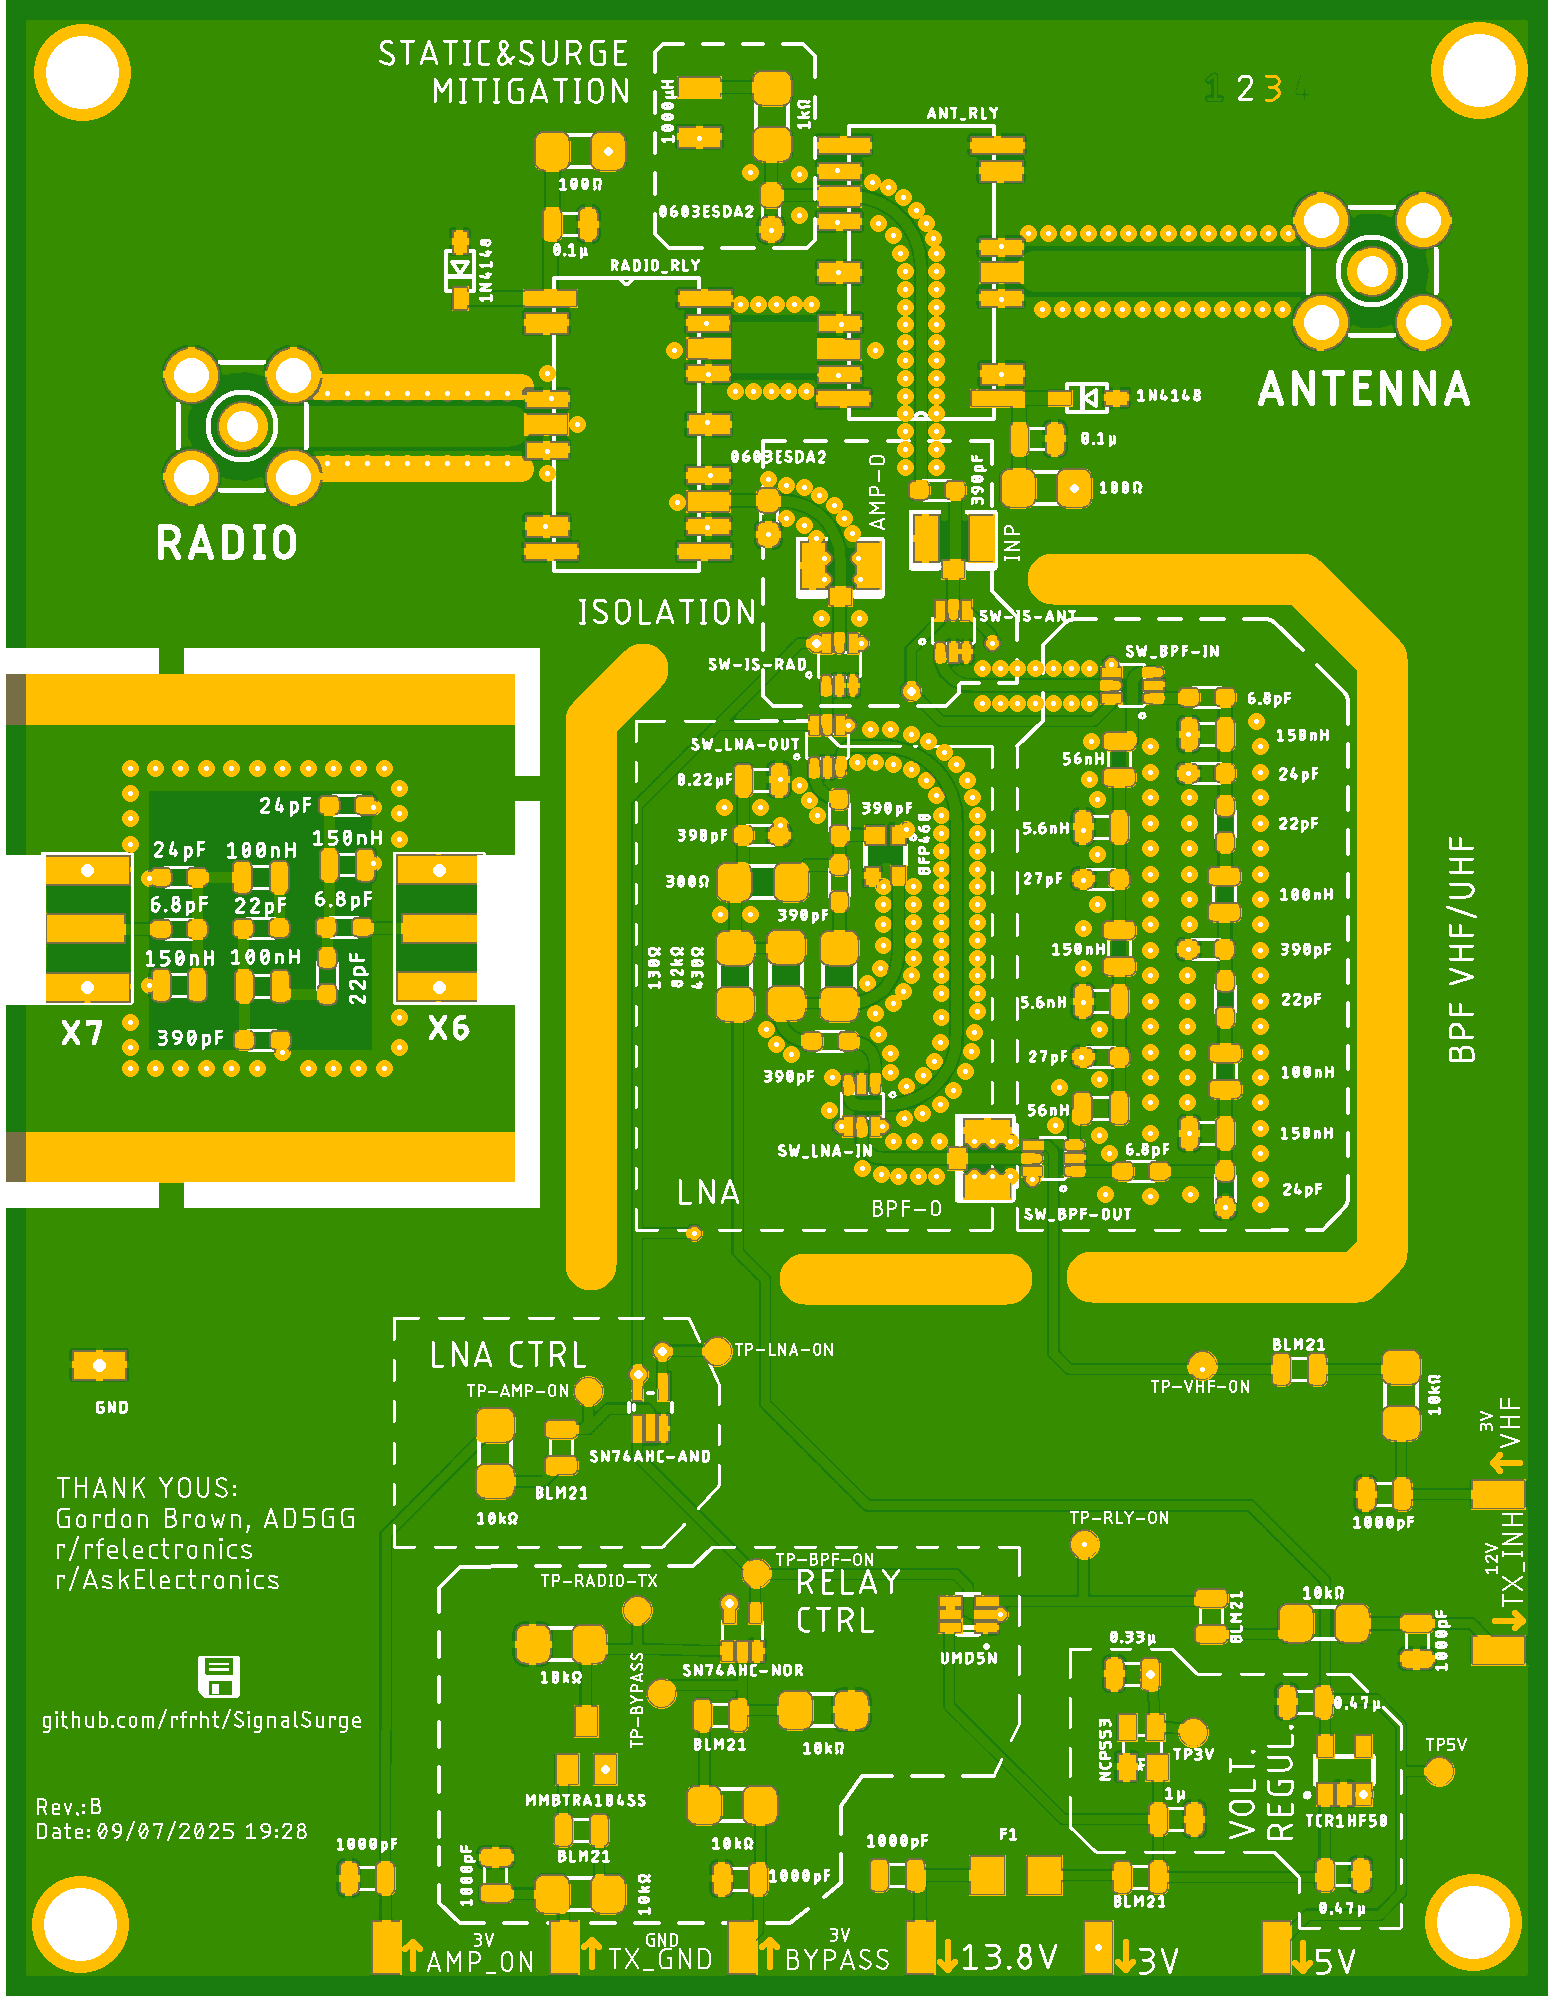 STATIC&SURGE
MITIGATION
1000µH
1kΩ
1 2 3 4
ANT_RLY
100Ω
0603ESDA2
0.1µ
1N4148
RADIO_RLY
ANTENNA
1N4148
0.1µ
0603ESDA2
AMP-O
390pF
100Ω
RADIO
INP
ISOLATION
SW-IS-ANT
SW-IS-RAD
SW_BPF-IN
6.8pF
SW_LNA-OUT
150nH
56nH
0.22µF
24pF
24pF
390pF
5.6nH
22pF
150nH
390pF
BFP460
24pF
100nH
300Ω
27pF
100nH
6.8pF
22pF
6.8pF
390pF
150nH
100nH
22pF
130Ω
82kΩ
430Ω
150nH
390pF
BPF VHF/UHF
X7
X6
5.6nH
22pF
390pF
27pF
390pF
100nH
56nH
150nH
SW_LNA-IN
6.8pF
LNA
BPF-O
24pF
SW_BPF-OUT
LNA CTRL
TP-LNA-ON
BLM21
TP-AMP-ON
TP-VHF-ON
10kΩ
GND
SN74AHC-AND
3V
VHF
BLM21
10kΩ
THANK YOUS:
Gordon Brown, AD5GG
r/rfelectronics
r/AskElectronics
TP-RLY-ON
1000pF
12V
TX_INH
TP-BPF-ON
TP-RADIO-TX
RELAY
CTRL
10kΩ
BLM21
1000pF
0.33µ
UMD5N
SN74AHC-NOR
10kΩ
TP-BYPASS
github.com/rfrht/SignalSurge
BLM21
10kΩ
0.47µ
NCP553
TP3V
VOLT.
REGUL.
TP5V
MMBTRA104SS
1µ
TCR1HF50
Rev.:B
Date: 09/07/2025 19:28
1000pF
BLM21
10kΩ
1000pF
F1
1000pF
10kΩ
1000pF
BLM21
0.47µ
3V
AMP_ON
GND
TX_GND
3V
BYPASS
13.8V
3V
5V